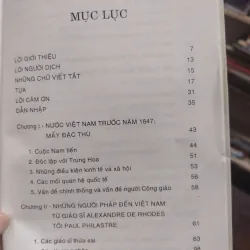 MỤC LỤC
LỜI GIỚI THIỆU 7
LỜI NGƯỜI DỊCH 13
NHỮNG CHỮ VIẾT TẮT 15
TỰA 17
LỜI CẢM ƠN 31
DẪN NHẬP 35
Chương I - NƯỚC VIỆT NAM TRƯỚC NĂM 1847:
MẤY ĐẶC THÙ 43
1. Cuộc Nam tiến 44
2. Độc lập với Trung Hoa 46
3. Những điều kiện kinh tế và xã hội 50
4. Các mối quan hệ quốc tế 53
5. Vấn đề chính thống và vấn đề người Công giáo 58
Chương II - NHỮNG NGƯỜI PHÁP ĐẾN VIỆT NAM:
TỪ GIÁO SĨ ALEXANDRE DE RHODES
TỚI PAUL PHILASTRE 61
1. Các giáo sĩ thừa sai